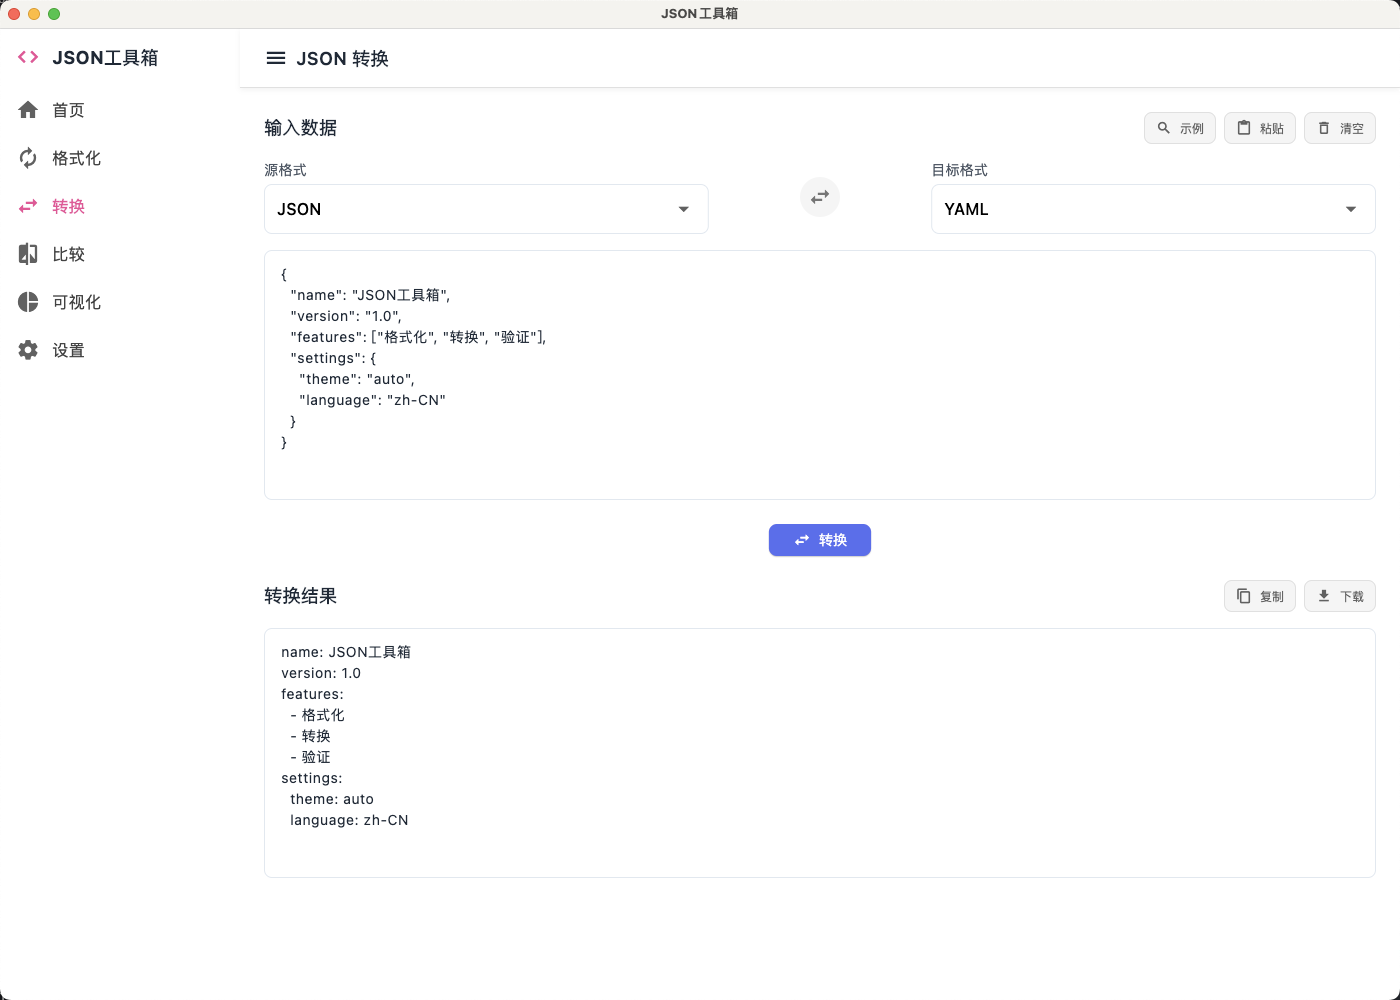 JSON 工具箱
JSON工具箱
首页
格式化
转换
比较
可视化
设置
JSON 转换
输入数据
示例
粘贴
清空
源格式
目标格式
JSON
YAML
{
  "name": "JSON工具箱",
  "version": "1.0",
  "features": ["格式化", "转换", "验证"],
  "settings": {
    "theme": "auto",
    "language": "zh-CN"
  }
}
转换
转换结果
复制
下载
name: JSON工具箱
version: 1.0
features:
  - 格式化
  - 转换
  - 验证
settings:
  theme: auto
  language: zh-CN